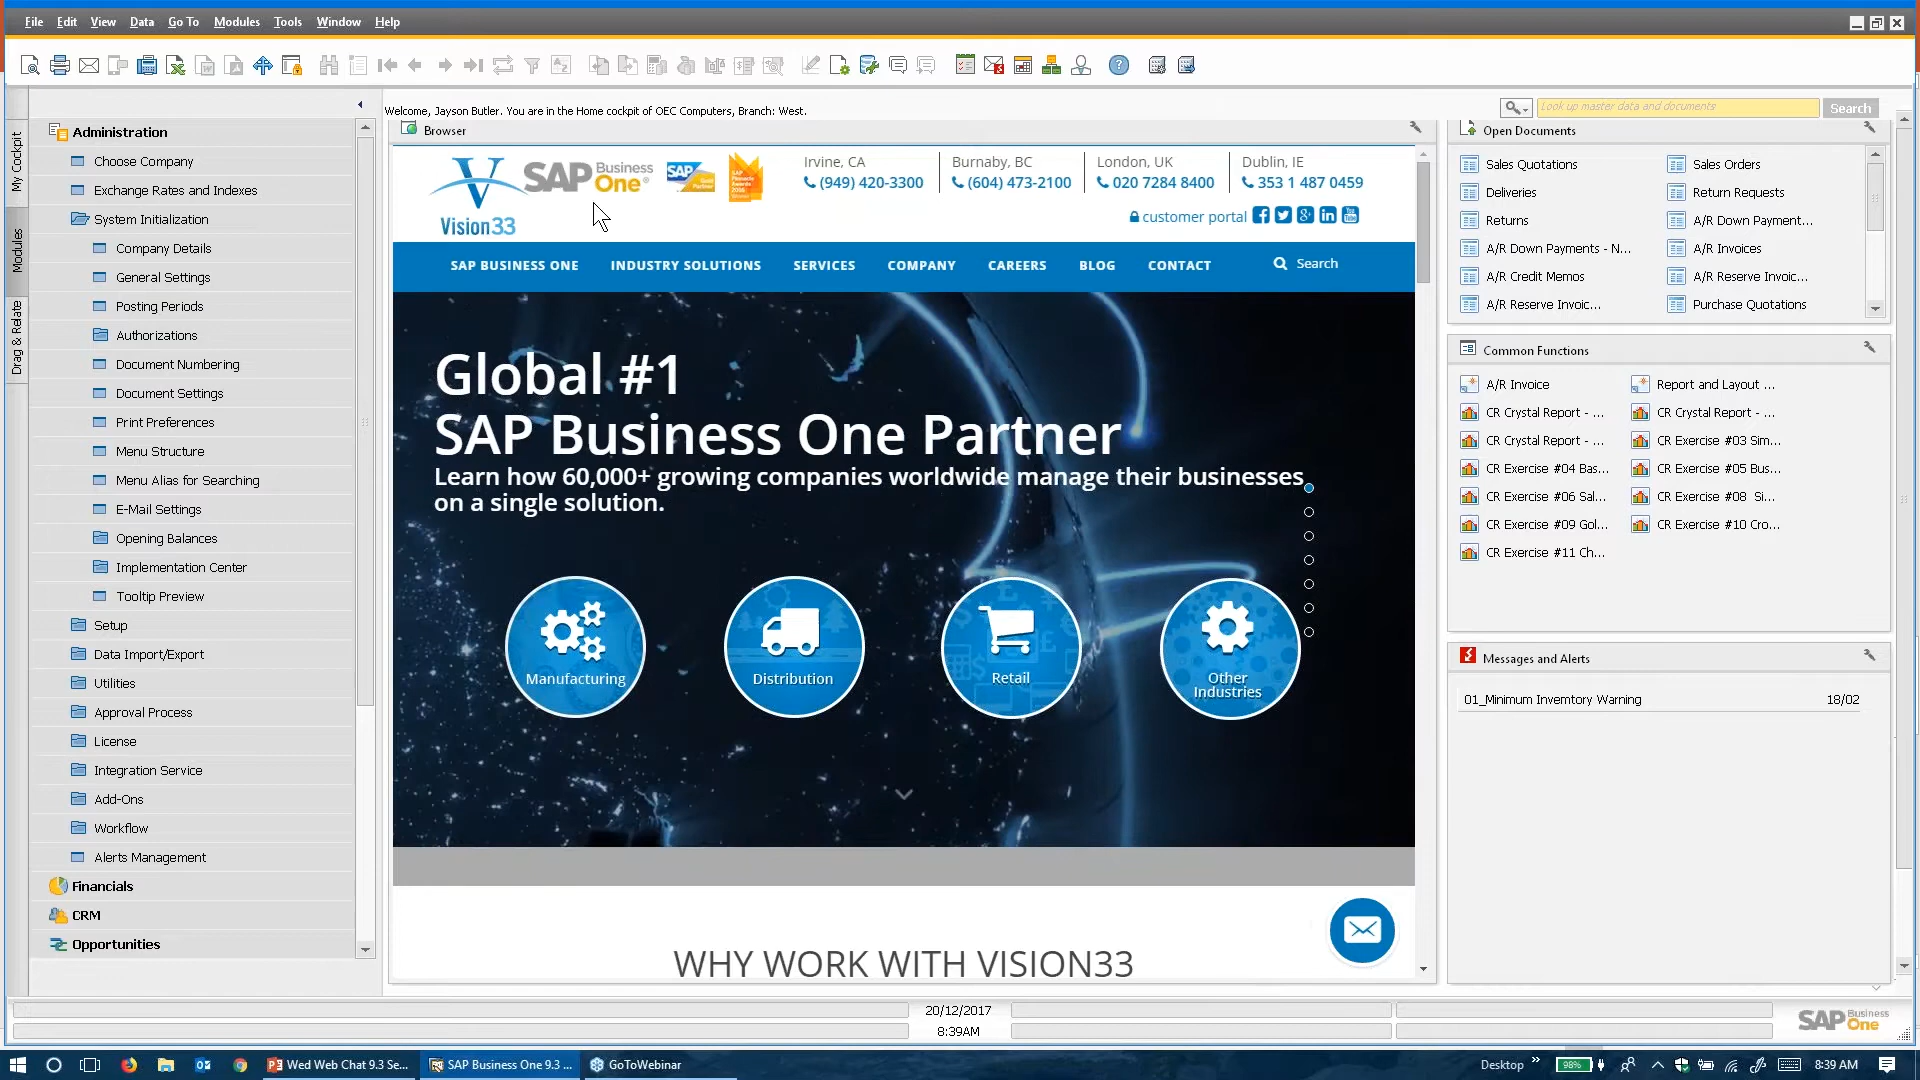 File Edit View Data Go To Modules Tools Window Help
Welcome, Jayson Butler. You are in the Home cockpit of OEC Computers, Branch: West.
Look up master data and documents
Search
My Cockpit
Modules
Drag & Relate
Administration
Choose Company
Exchange Rates and Indexes
System Initialization
Company Details
General Settings
Posting Periods
Authorizations
Document Numbering
Document Settings
Print Preferences
Menu Structure
Menu Alias for Searching
E-Mail Settings
Opening Balances
Implementation Center
Tooltip Preview
Setup
Data Import/Export
Utilities
Approval Process
License
Integration Service
Add-Ons
Workflow
Alerts Management
Financials
CRM
Opportunities
Browser
Vision33
SAP Business One®
Irvine, CA
(949) 420-3300
Burnaby, BC
(604) 473-2100
London, UK
020 7284 8400
Dublin, IE
353 1 487 0459
customer portal
SAP BUSINESS ONE INDUSTRY SOLUTIONS SERVICES COMPANY CAREERS BLOG CONTACT Search
Global #1
SAP Business One Partner
Learn how 60,000+ growing companies worldwide manage their businesses
on a single solution.
Manufacturing
Distribution
Retail
Other
Industries
WHY WORK WITH VISION33
Open Documents
Sales Quotations Sales Orders
Deliveries Return Requests
Returns A/R Down Payment...
A/R Down Payments - N... A/R Invoices
A/R Credit Memos A/R Reserve Invoic...
A/R Reserve Invoic... Purchase Quotations
Common Functions
A/R Invoice Report and Layout ...
CR Crystal Report - ... CR Crystal Report - ...
CR Crystal Report - ... CR Exercise #03 Sim...
CR Exercise #04 Bas... CR Exercise #05 Bus...
CR Exercise #06 Sal... CR Exercise #08 Si...
CR Exercise #09 Gol... CR Exercise #10 Cro...
CR Exercise #11 Ch...
Messages and Alerts
01_Minimum Invemtory Warning 18/02
20/12/2017
8:39AM
SAP Business One
Wed Web Chat 9.3 Se...
SAP Business One 9.3 ...
GoToWebinar
Desktop
98%
8:39 AM